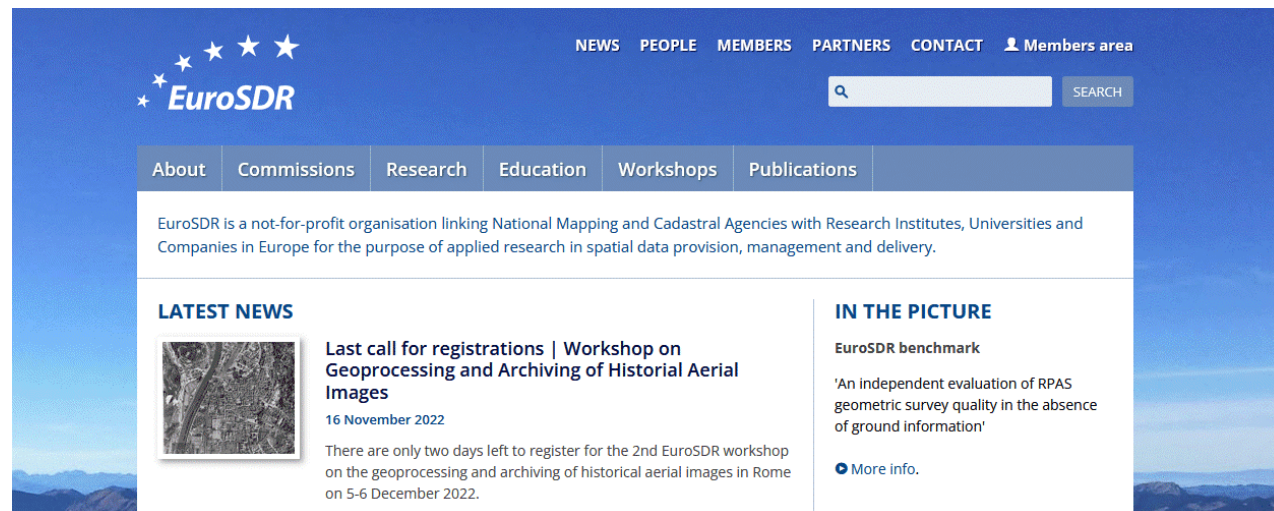 NEWS PEOPLE MEMBERS PARTNERS CONTACT Members area
EuroSDR
SEARCH
About Commissions Research Education Workshops Publications
EuroSDR is a not-for-profit organisation linking National Mapping and Cadastral Agencies with Research Institutes, Universities and
Companies in Europe for the purpose of applied research in spatial data provision, management and delivery.
LATEST NEWS
Last call for registrations | Workshop on
Geoprocessing and Archiving of Historial Aerial
Images
16 November 2022
There are only two days left to register for the 2nd EuroSDR workshop
on the geoprocessing and archiving of historical aerial images in Rome
on 5-6 December 2022.
IN THE PICTURE
EuroSDR benchmark
'An independent evaluation of RPAS
geometric survey quality in the absence
of ground information'
More info.